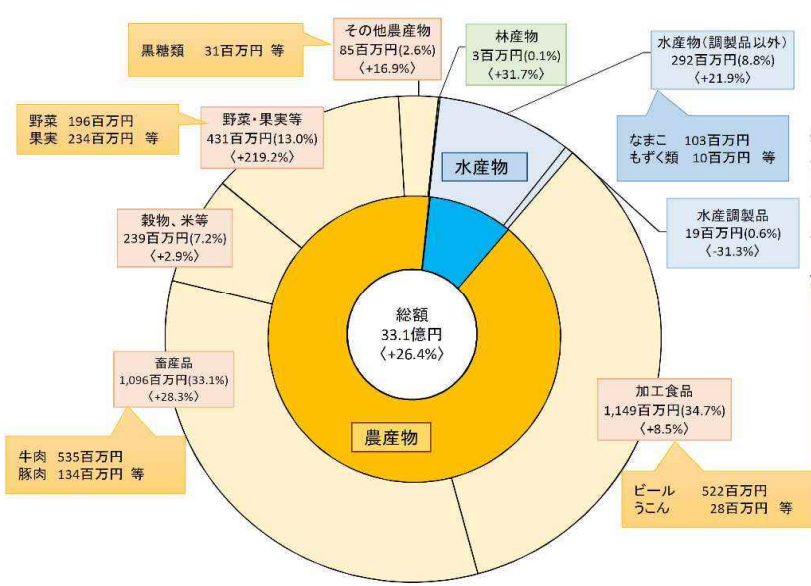 その他農産物
85百万円(2.6%)
〈+16.9%〉
黒糖類　31百万円 等
林産物
3百万円(0.1%)
〈+31.7%〉
水産物(調製品以外)
292百万円(8.8%)
〈+21.9%〉
なまこ　103百万円
もずく類　10百万円 等
野菜　196百万円
果実　234百万円 等
野菜・果実等
431百万円(13.0%)
〈+219.2%〉
水産物
水産調製品
19百万円(0.6%)
〈-31.3%〉
穀物、米等
239百万円(7.2%)
〈+2.9%〉
総額
33.1億円
〈+26.4%〉
畜産品
1,096百万円(33.1%)
〈+28.3%〉
加工食品
1,149百万円(34.7%)
〈+8.5%〉
農産物
牛肉　535百万円
豚肉　134百万円 等
ビール　522百万円
うこん　28百万円 等